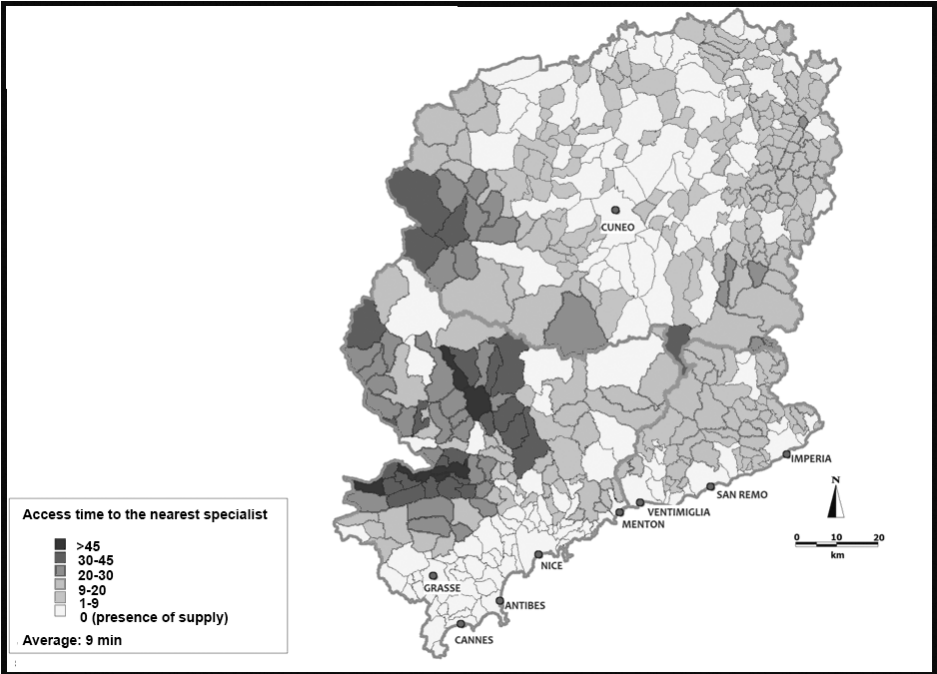 CUNEO
IMPERIA
SAN REMO
VENTIMIGLIA
MENTON
NICE
GRASSE
ANTIBES
CANNES
N
0 10 20
km
Access time to the nearest specialist
>45
30-45
20-30
9-20
1-9
0 (presence of supply)
Average: 9 min